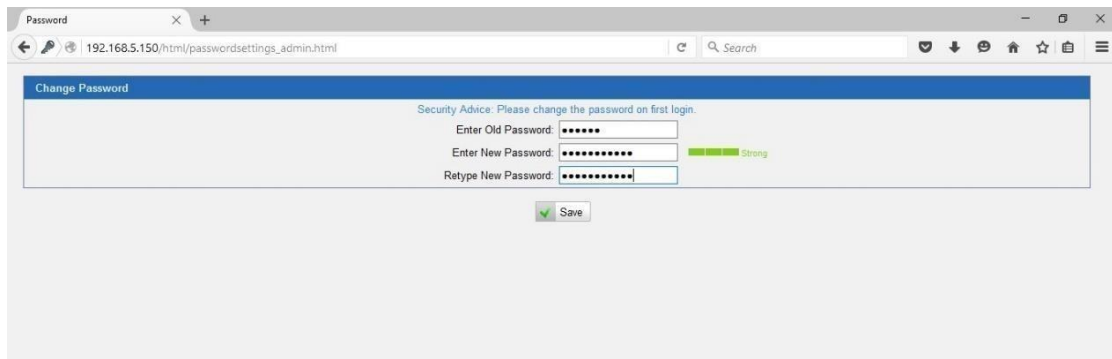 Password
192.168.5.150/html/passwordsettings_admin.html
Search
Change Password
Security Advice: Please change the password on first login.
Enter Old Password: ••••••
Enter New Password: ••••••••••• Strong
Retype New Password: •••••••••••
Save